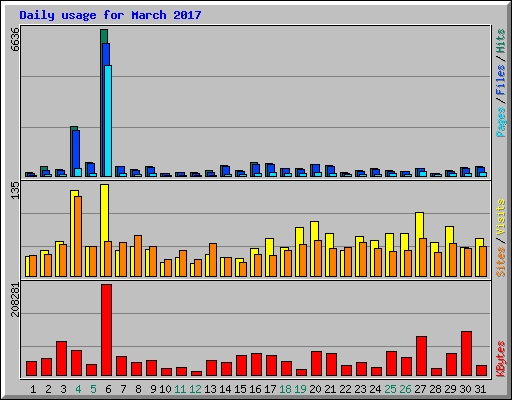 Daily usage for March 2017
6636
Pages/Files/Hits
135
Sites/Visits
208281
KBytes
1 2 3 4 5 6 7 8 9 10 11 12 13 14 15 16 17 18 19 20 21 22 23 24 25 26 27 28 29 30 31